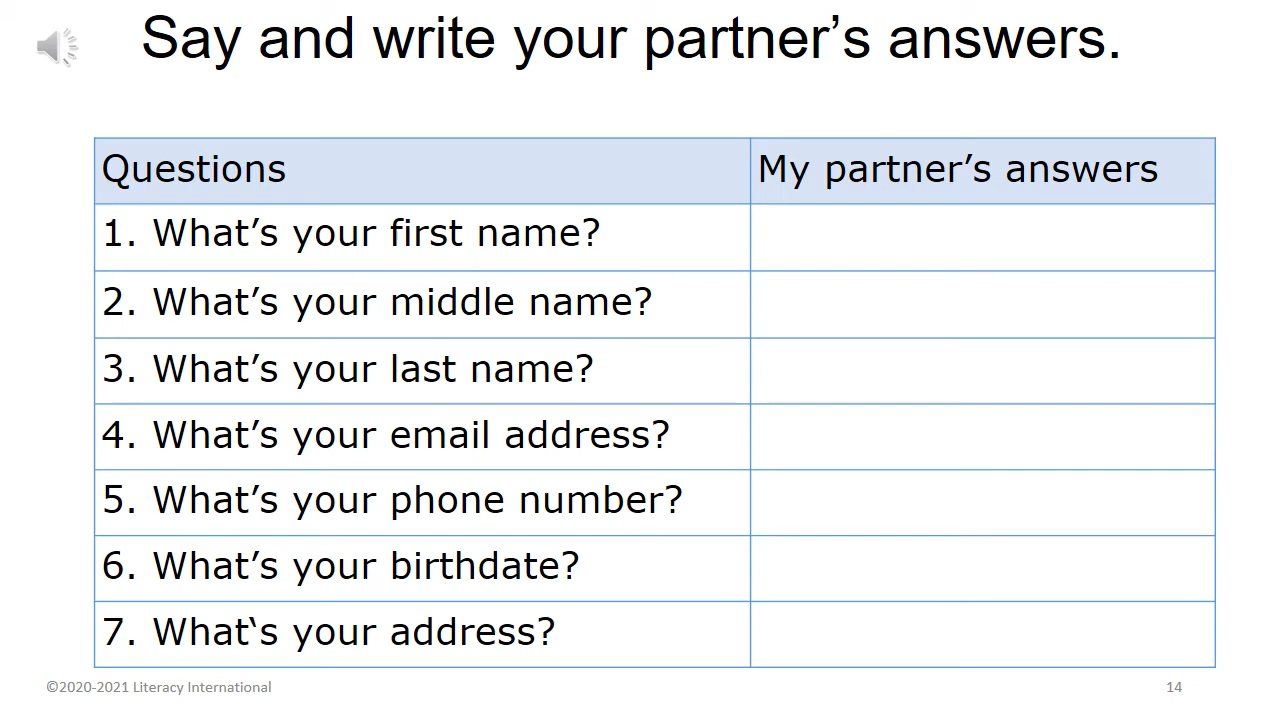 Say and write your partner’s answers.
Questions
My partner’s answers
1. What’s your first name?
2. What’s your middle name?
3. What’s your last name?
4. What’s your email address?
5. What’s your phone number?
6. What’s your birthdate?
7. What‘s your address?
©2020-2021 Literacy International
14